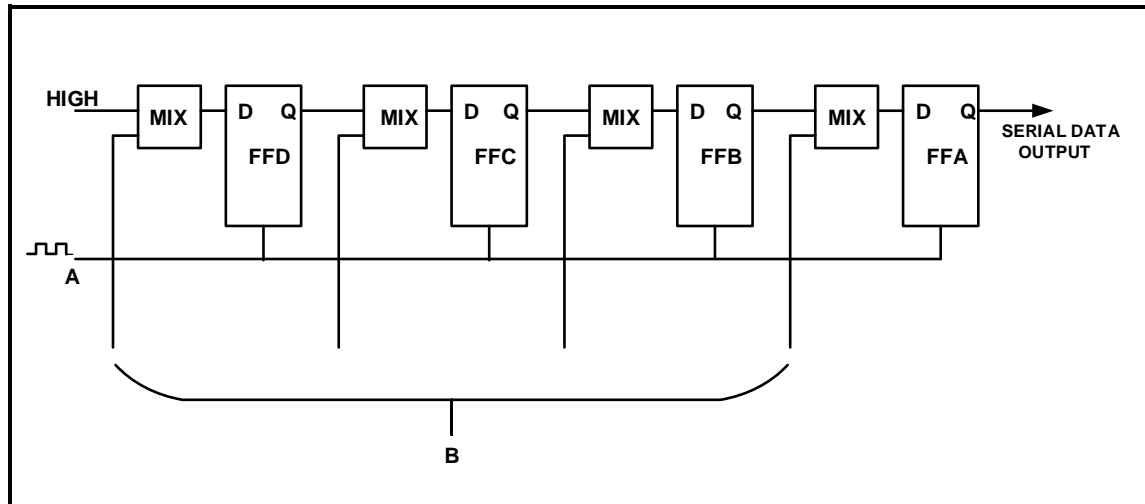 HIGH
MIX
D Q
FFD
MIX
D Q
FFC
MIX
D Q
FFB
MIX
D Q
FFA
SERIAL DATA
OUTPUT
A
B